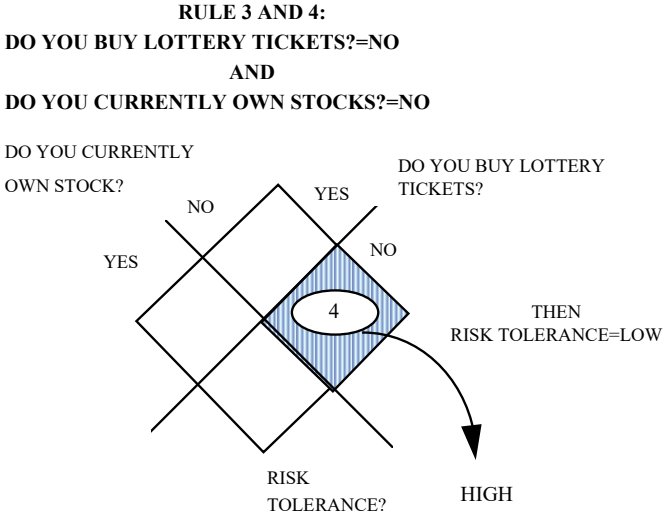 RULE 3 AND 4:
DO YOU BUY LOTTERY TICKETS?=NO
AND
DO YOU CURRENTLY OWN STOCKS?=NO
DO YOU CURRENTLY
OWN STOCK?
DO YOU BUY LOTTERY
TICKETS?
YES
NO
NO
YES
4
THEN
RISK TOLERANCE=LOW
RISK
TOLERANCE?
HIGH